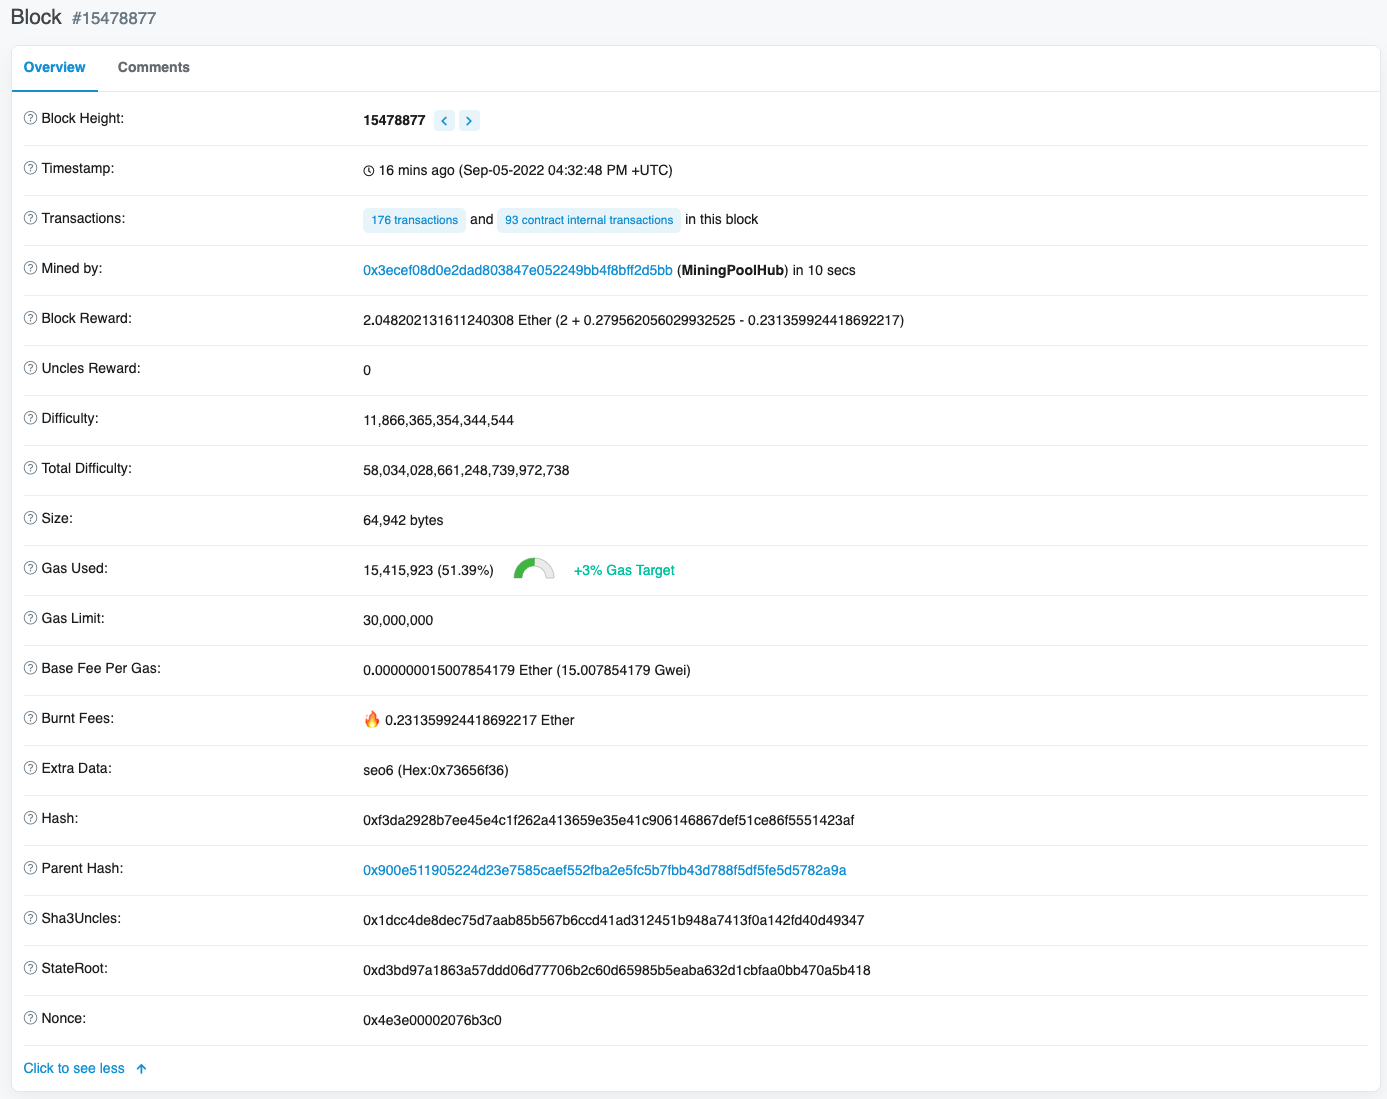 Block #15478877
Overview Comments
Block Height: 15478877
Timestamp: 16 mins ago (Sep-05-2022 04:32:48 PM +UTC)
Transactions: 176 transactions and 93 contract internal transactions in this block
Mined by: 0x3ecef08d0e2dad803847e052249bb4f8bff2d5bb (MiningPoolHub) in 10 secs
Block Reward: 2.048202131611240308 Ether (2 + 0.279562056029932525 - 0.231359924418692217)
Uncles Reward: 0
Difficulty: 11,866,365,354,344,544
Total Difficulty: 58,034,028,661,248,739,972,738
Size: 64,942 bytes
Gas Used: 15,415,923 (51.39%) +3% Gas Target
Gas Limit: 30,000,000
Base Fee Per Gas: 0.000000015007854179 Ether (15.007854179 Gwei)
Burnt Fees: 🔥 0.231359924418692217 Ether
Extra Data: seo6 (Hex:0x73656f36)
Hash: 0xf3da2928b7ee45e4c1f262a413659e35e41c906146867def51ce86f5551423af
Parent Hash: 0x900e511905224d23e7585caef552fba2e5fc5b7fbb43d788f5df5fe5d5782a9a
Sha3Uncles: 0x1dcc4de8dec75d7aab85b567b6ccd41ad312451b948a7413f0a142fd40d49347
StateRoot: 0xd3bd97a1863a57ddd06d77706b2c60d65985b5eaba632d1cbfaa0bb470a5b418
Nonce: 0x4e3e00002076b3c0
Click to see less